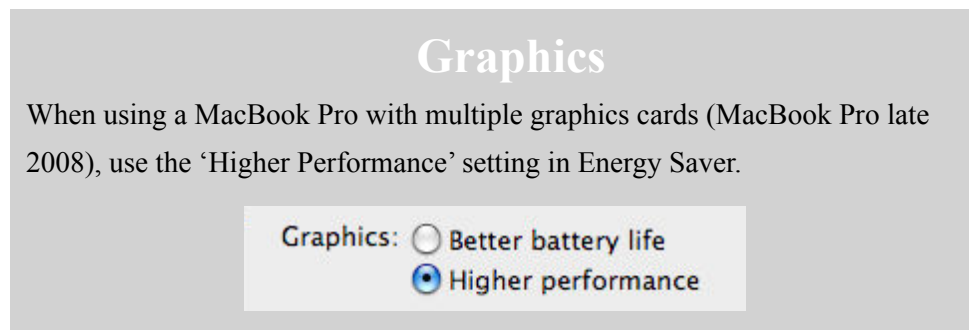 Graphics
When using a MacBook Pro with multiple graphics cards (MacBook Pro late
2008), use the ‘Higher Performance’ setting in Energy Saver.
Graphics: Better battery life
Higher performance